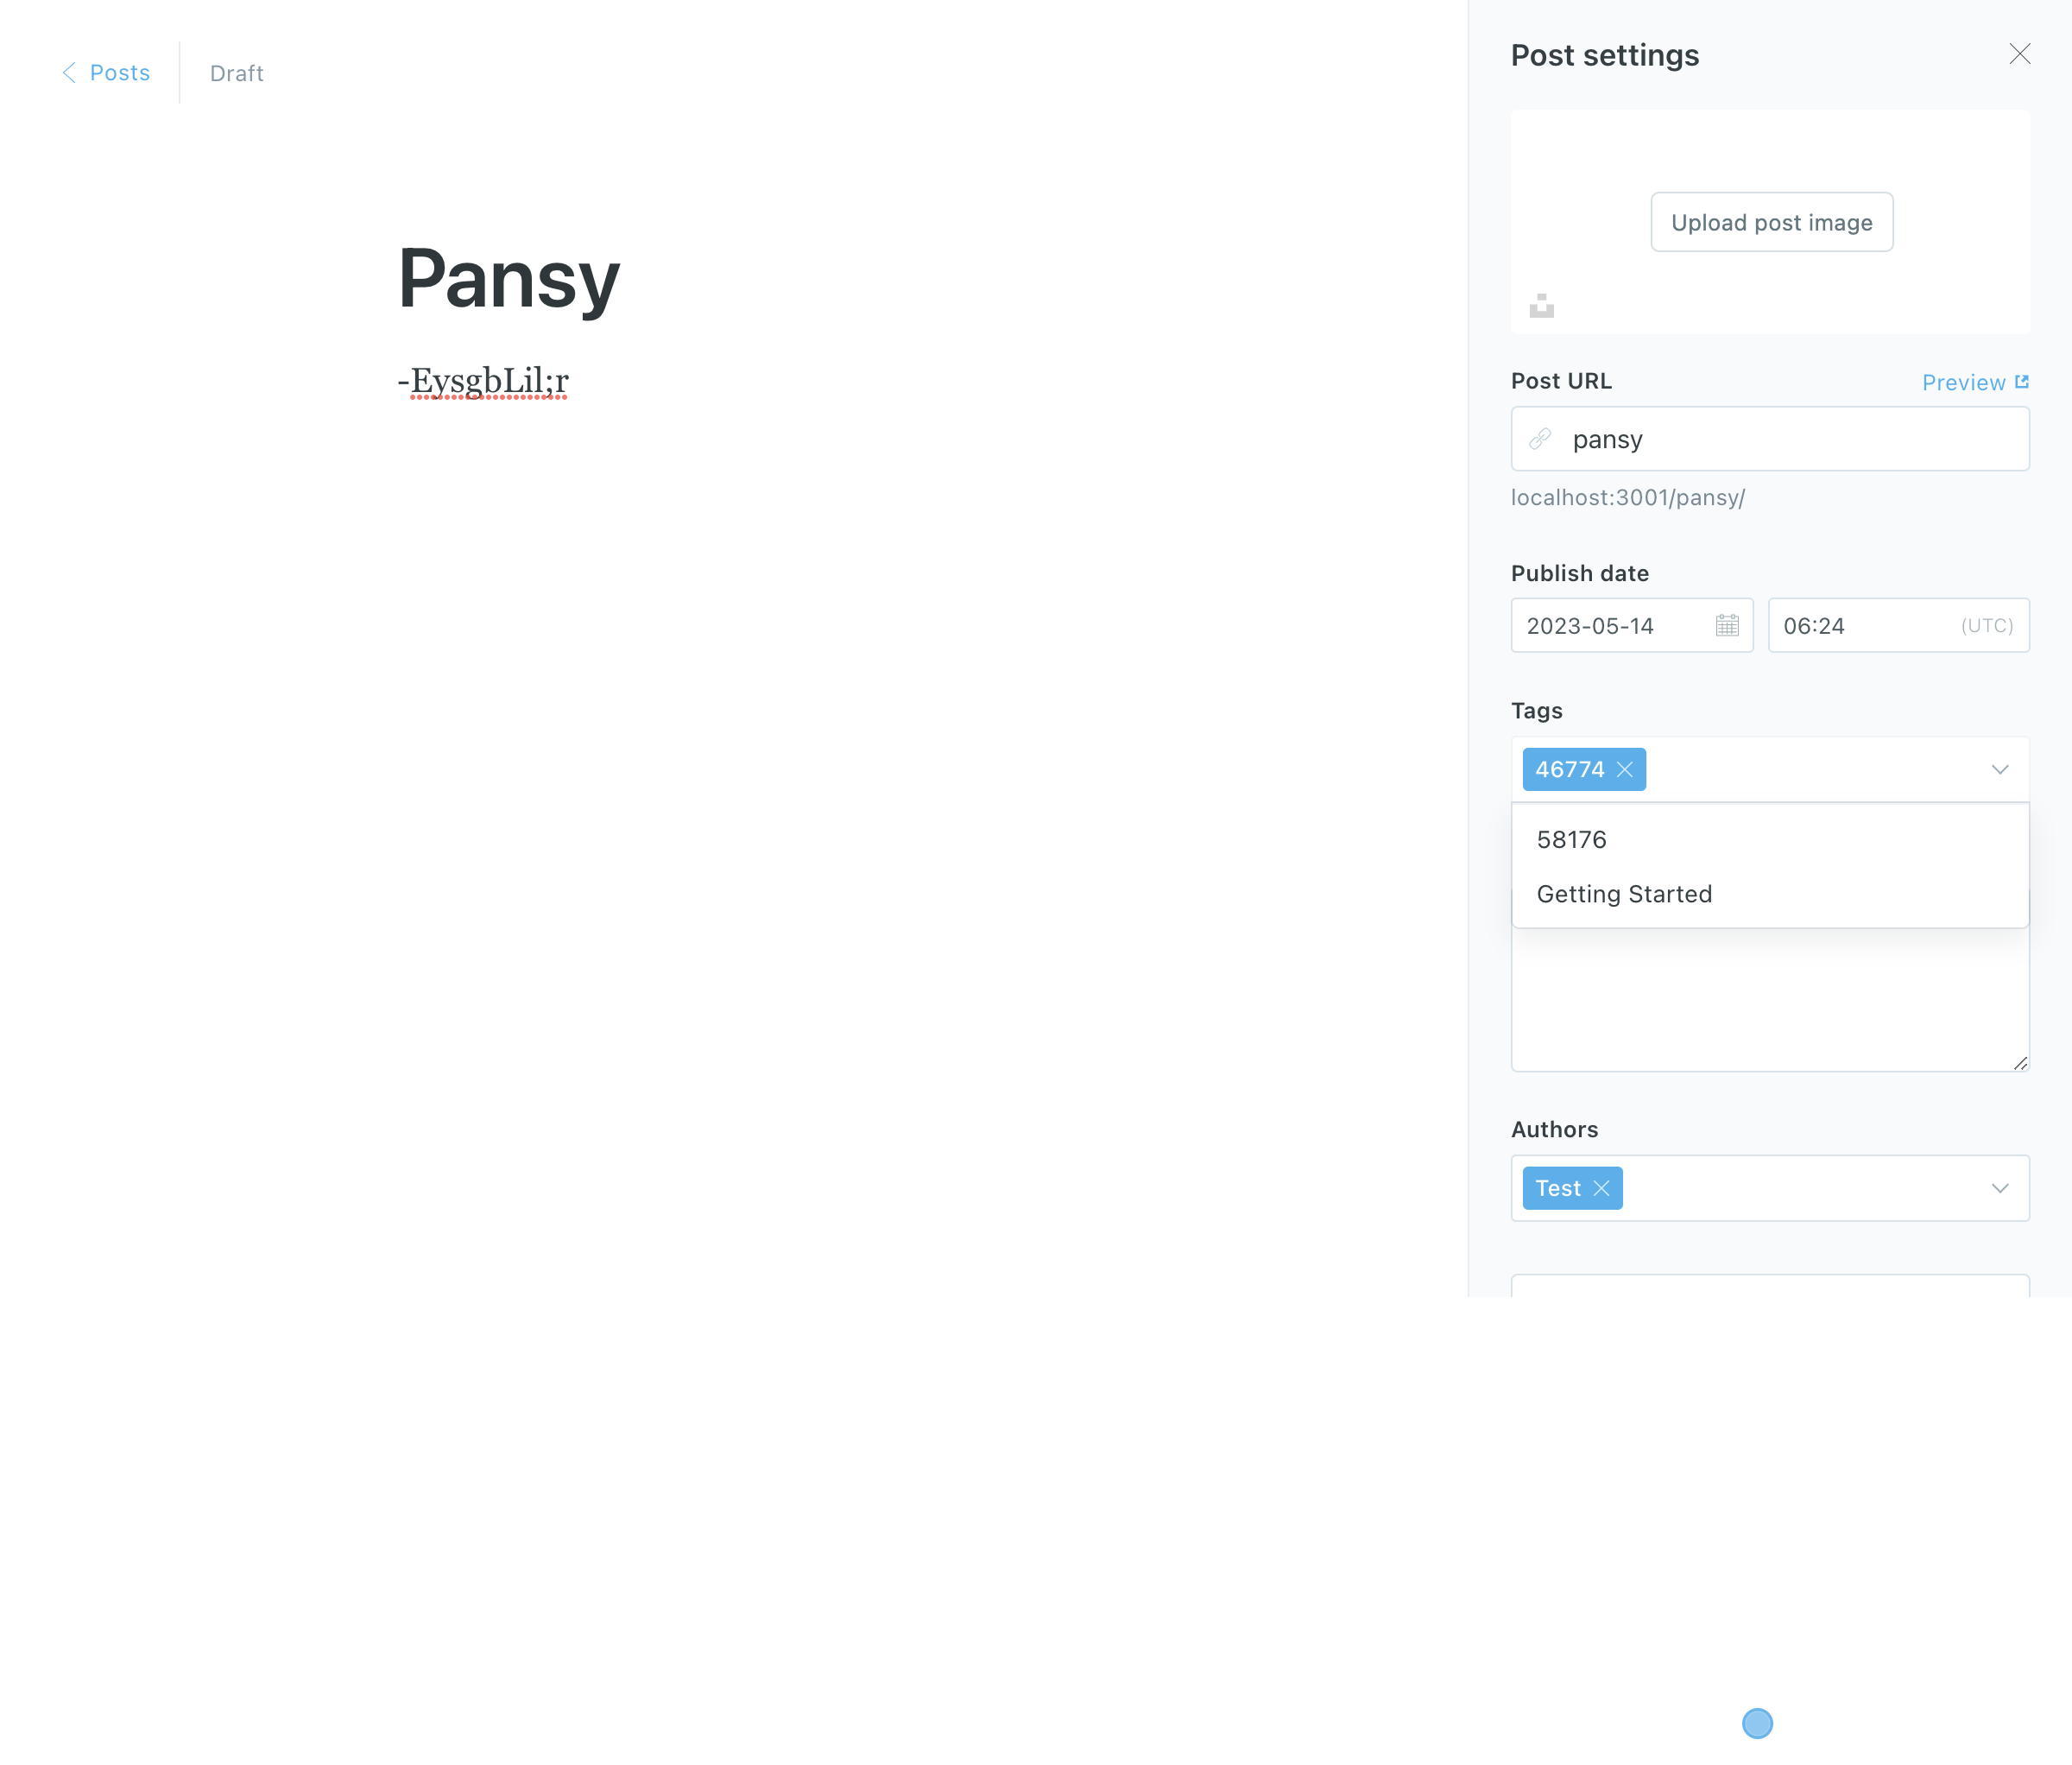 Posts
Draft
Pansy
-EysgbLil;r
Post settings
Upload post image
Post URL
Preview
pansy
localhost:3001/pansy/
Publish date
2023-05-14
06:24
(UTC)
Tags
46774
58176
Getting Started
Authors
Test